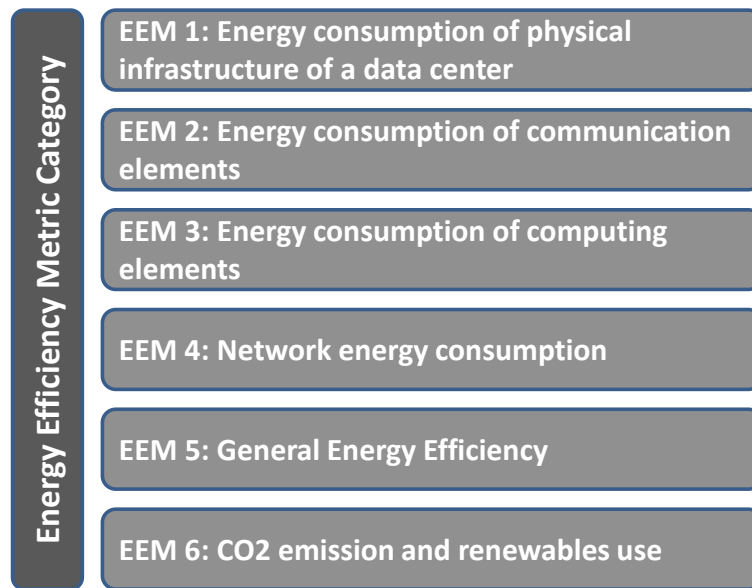 Energy Efficiency Metric Category
EEM 1: Energy consumption of physical
infrastructure of a data center
EEM 2: Energy consumption of communication
elements
EEM 3: Energy consumption of computing
elements
EEM 4: Network energy consumption
EEM 5: General Energy Efficiency
EEM 6: CO2 emission and renewables use